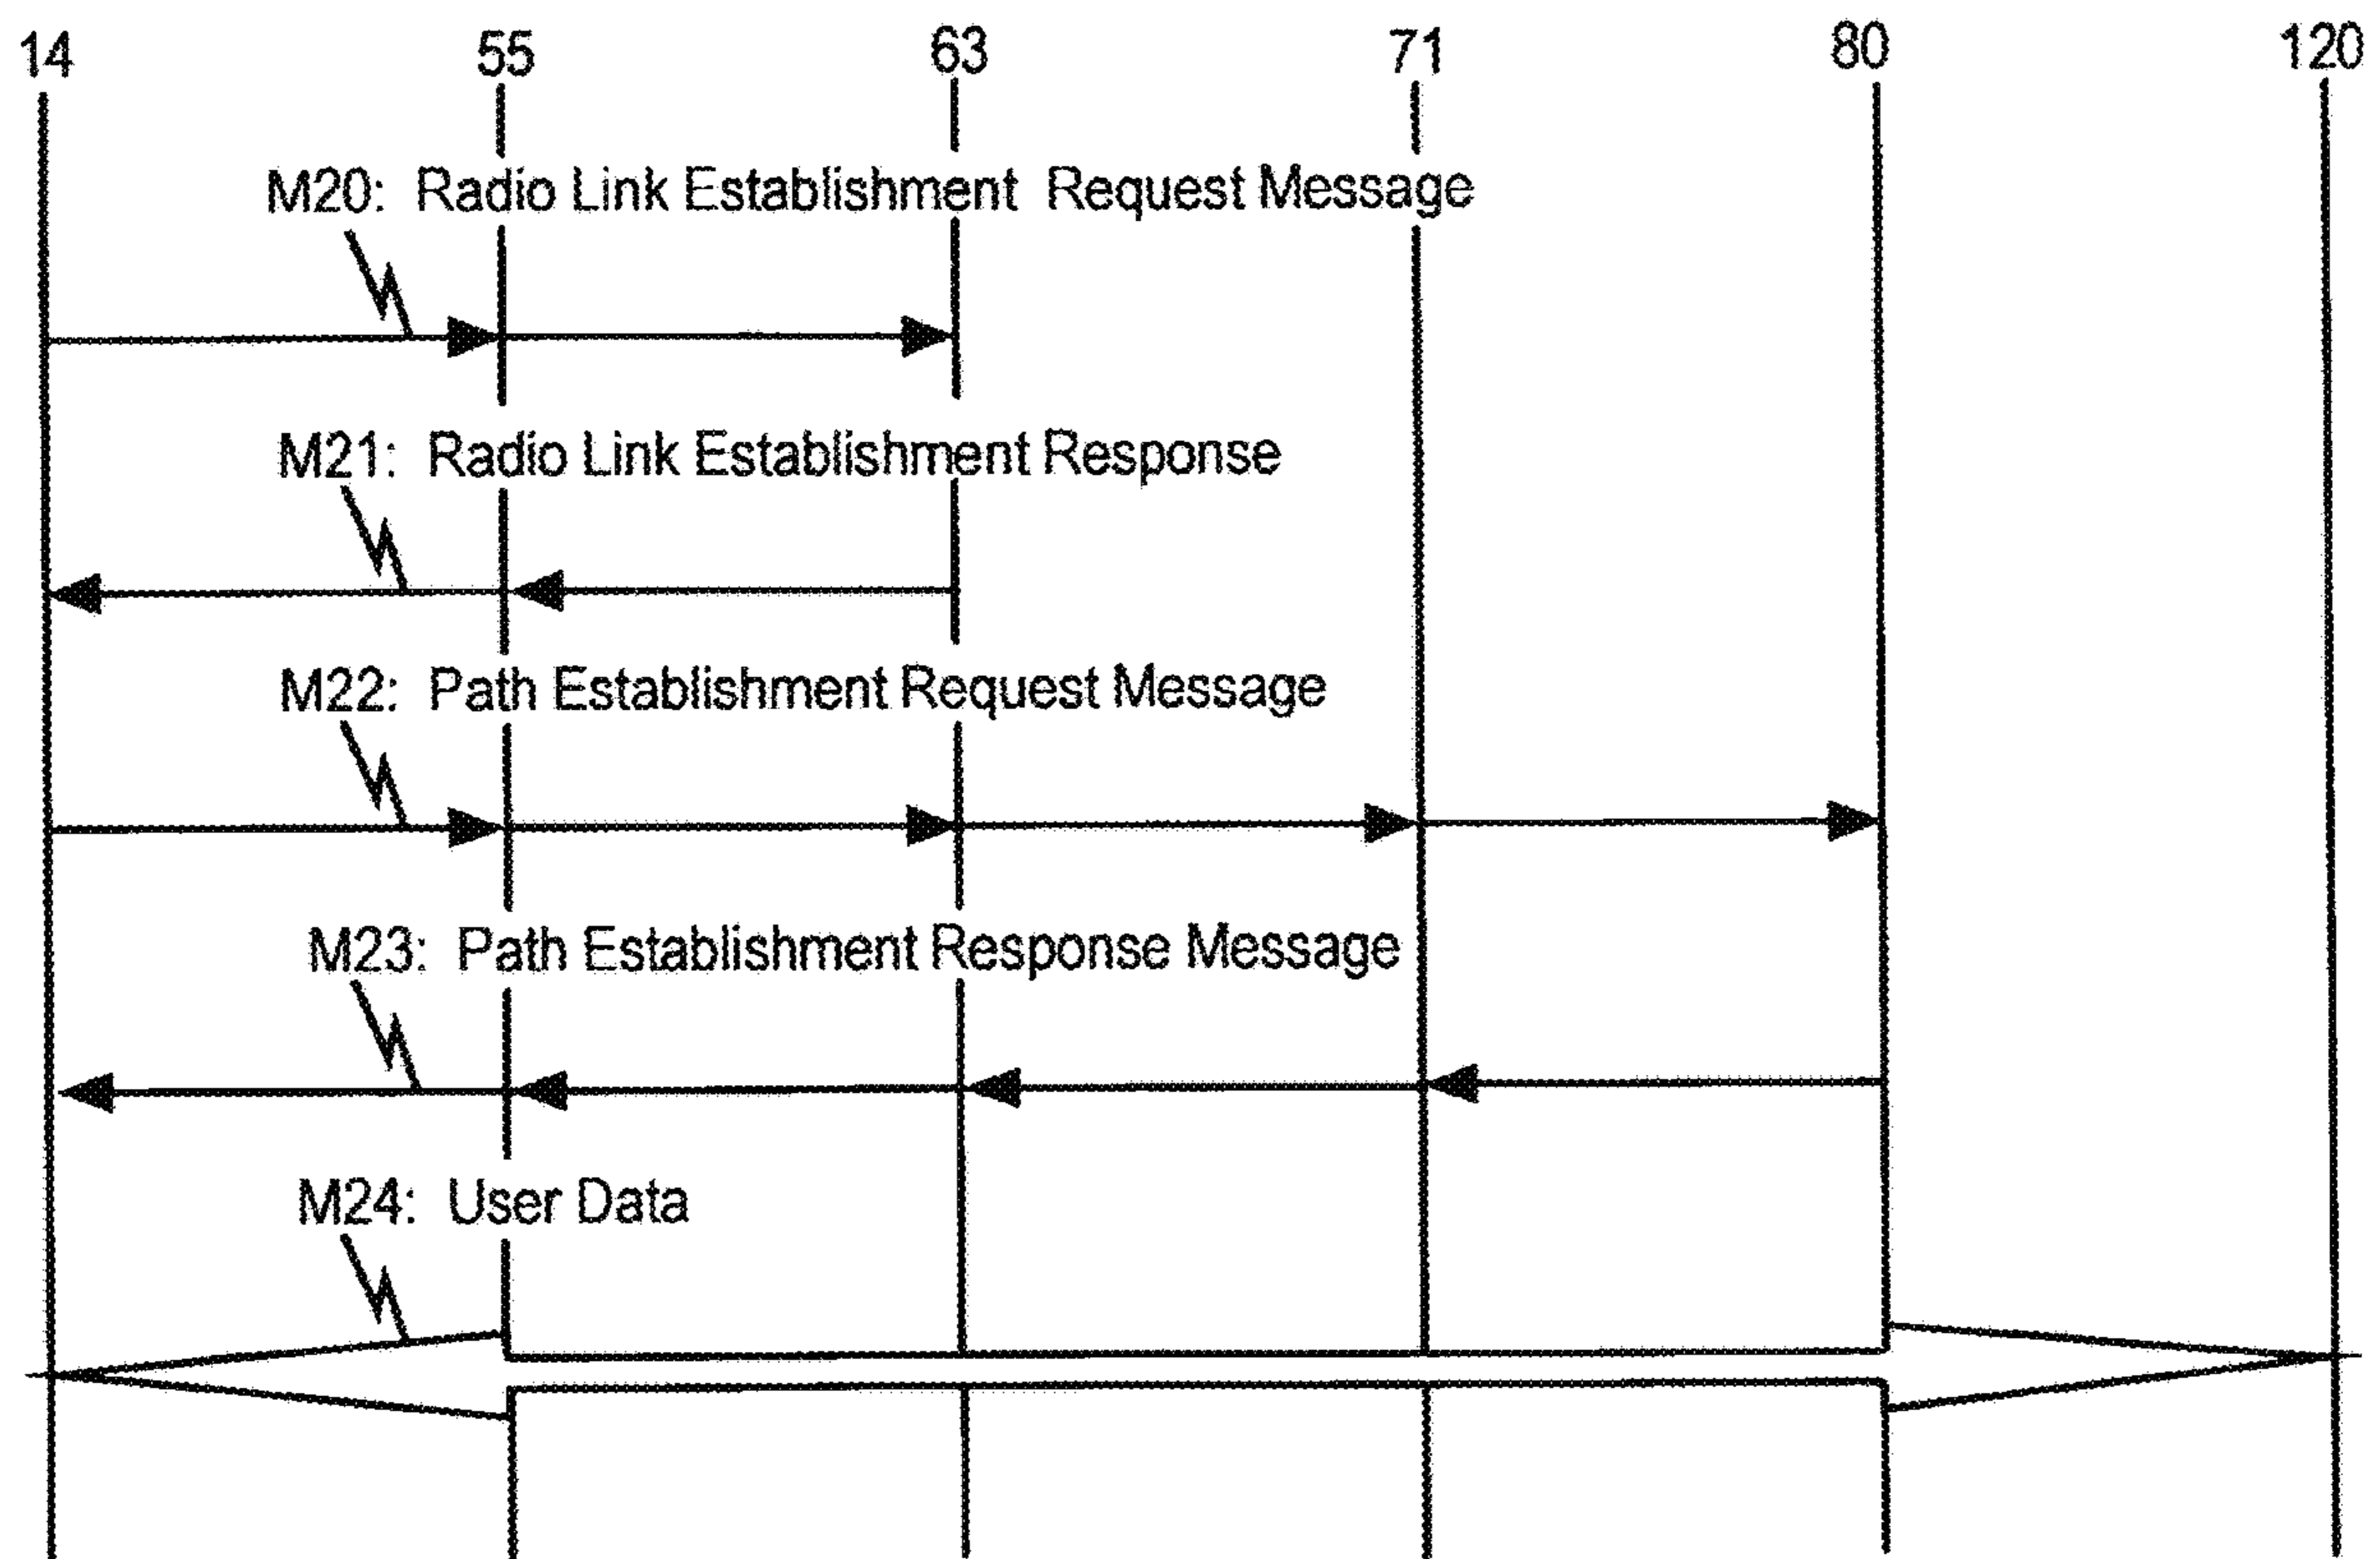 14 55 63 71 80 120
M20: Radio Link Establishment Request Message
M21: Radio Link Establishment Response
M22: Path Establishment Request Message
M23: Path Establishment Response Message
M24: User Data